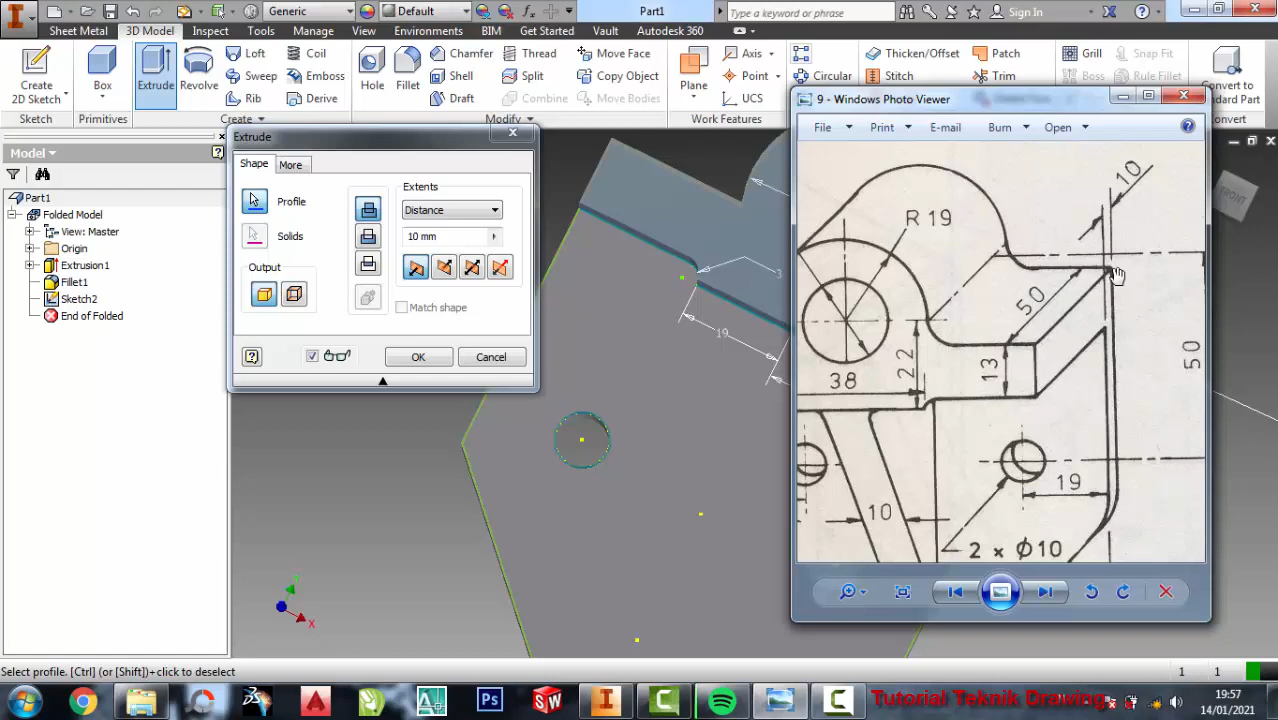 Generic
Default
Part1
Type a keyword or phrase
Sign In
Sheet Metal
3D Model
Inspect
Tools
Manage
View
Environments
BIM
Get Started
Vault
Autodesk 360
Create
2D Sketch
Box
Extrude
Revolve
Loft
Sweep
Rib
Coil
Emboss
Derive
Hole
Fillet
Chamfer
Shell
Draft
Thread
Split
Combine
Move Face
Copy Object
Move Bodies
Plane
Axis
Point
UCS
Circular
Thicken/Offset
Stitch
Patch
Trim
Grill
Boss
Snap Fit
Rule Fillet
Convert to
Standard Part
Sketch
Primitives
Create
Modify
Work Features
Model
Part1
Folded Model
View: Master
Origin
Extrusion1
Fillet1
Sketch2
End of Folded
Extrude
Shape
More
Profile
Solids
Output
Extents
Distance
10 mm
Match shape
OK
Cancel
3
19
X
FRONT
9 - Windows Photo Viewer
File
Print
E-mail
Burn
Open
10
R 19
50
22
13
38
50
19
10
2 x Φ10
Select profile. [Ctrl] (or [Shift])+click to deselect
1
1
Ps
SW
Tutorial Teknik Drawing
19:57
14/01/2021